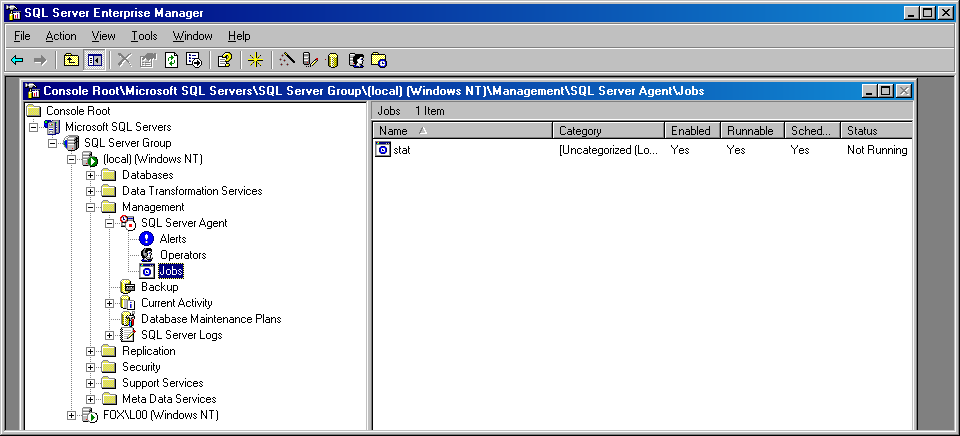 SQL Server Enterprise Manager
File Action View Tools Window Help
Console Root\Microsoft SQL Servers\SQL Server Group\(local) (Windows NT)\Management\SQL Server Agent\Jobs
Console Root
Microsoft SQL Servers
SQL Server Group
(local) (Windows NT)
Databases
Data Transformation Services
Management
SQL Server Agent
Alerts
Operators
Jobs
Backup
Current Activity
Database Maintenance Plans
SQL Server Logs
Replication
Security
Support Services
Meta Data Services
FOX\L00 (Windows NT)
Jobs 1 Item
Name Category Enabled Runnable Sched... Status
stat [Uncategorized (Lo... Yes Yes Yes Not Running